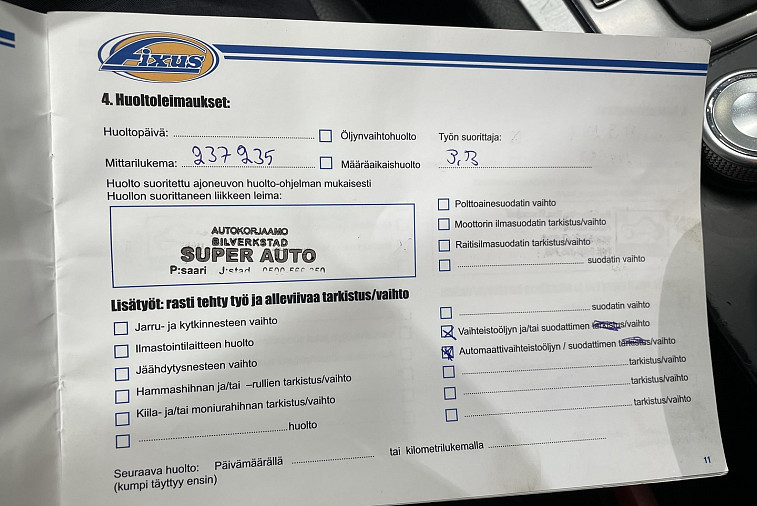 Fixus
4. Huoltoleimaukset:
Huoltopäivä:
Öljynvaihtohuolto
Työn suorittaja:
Mittarilukema: 237235
Määräaikaishuolto
P.B
Huolto suoritettu ajoneuvon huolto-ohjelman mukaisesti
Huollon suorittaneen liikkeen leima:
AUTOKORJAAMO
BILVERKSTAD
SUPER AUTO
P:saari J:stad
Polttoainesuodatin vaihto
Moottorin ilmasuodatin tarkistus/vaihto
Raitisilmasuodatin tarkistus/vaihto
suodatin vaihto
Lisätyöt: rasti tehty työ ja alleviivaa tarkistus/vaihto
Jarru- ja kytkinnesteen vaihto
Ilmastointilaitteen huolto
Jäähdytysnesteen vaihto
Hammashihnan ja/tai –rullien tarkistus/vaihto
Kiila- ja/tai moniurahihnan tarkistus/vaihto
huolto
suodatin vaihto
Vaihteistoöljyn ja/tai suodattimen tarkistus/vaihto
Automaattivaihteistoöljyn / suodattimen tarkistus/vaihto
tarkistus/vaihto
tarkistus/vaihto
tarkistus/vaihto
Seuraava huolto: Päivämäärällä
tai kilometrilukemalla
(kumpi täyttyy ensin)
11